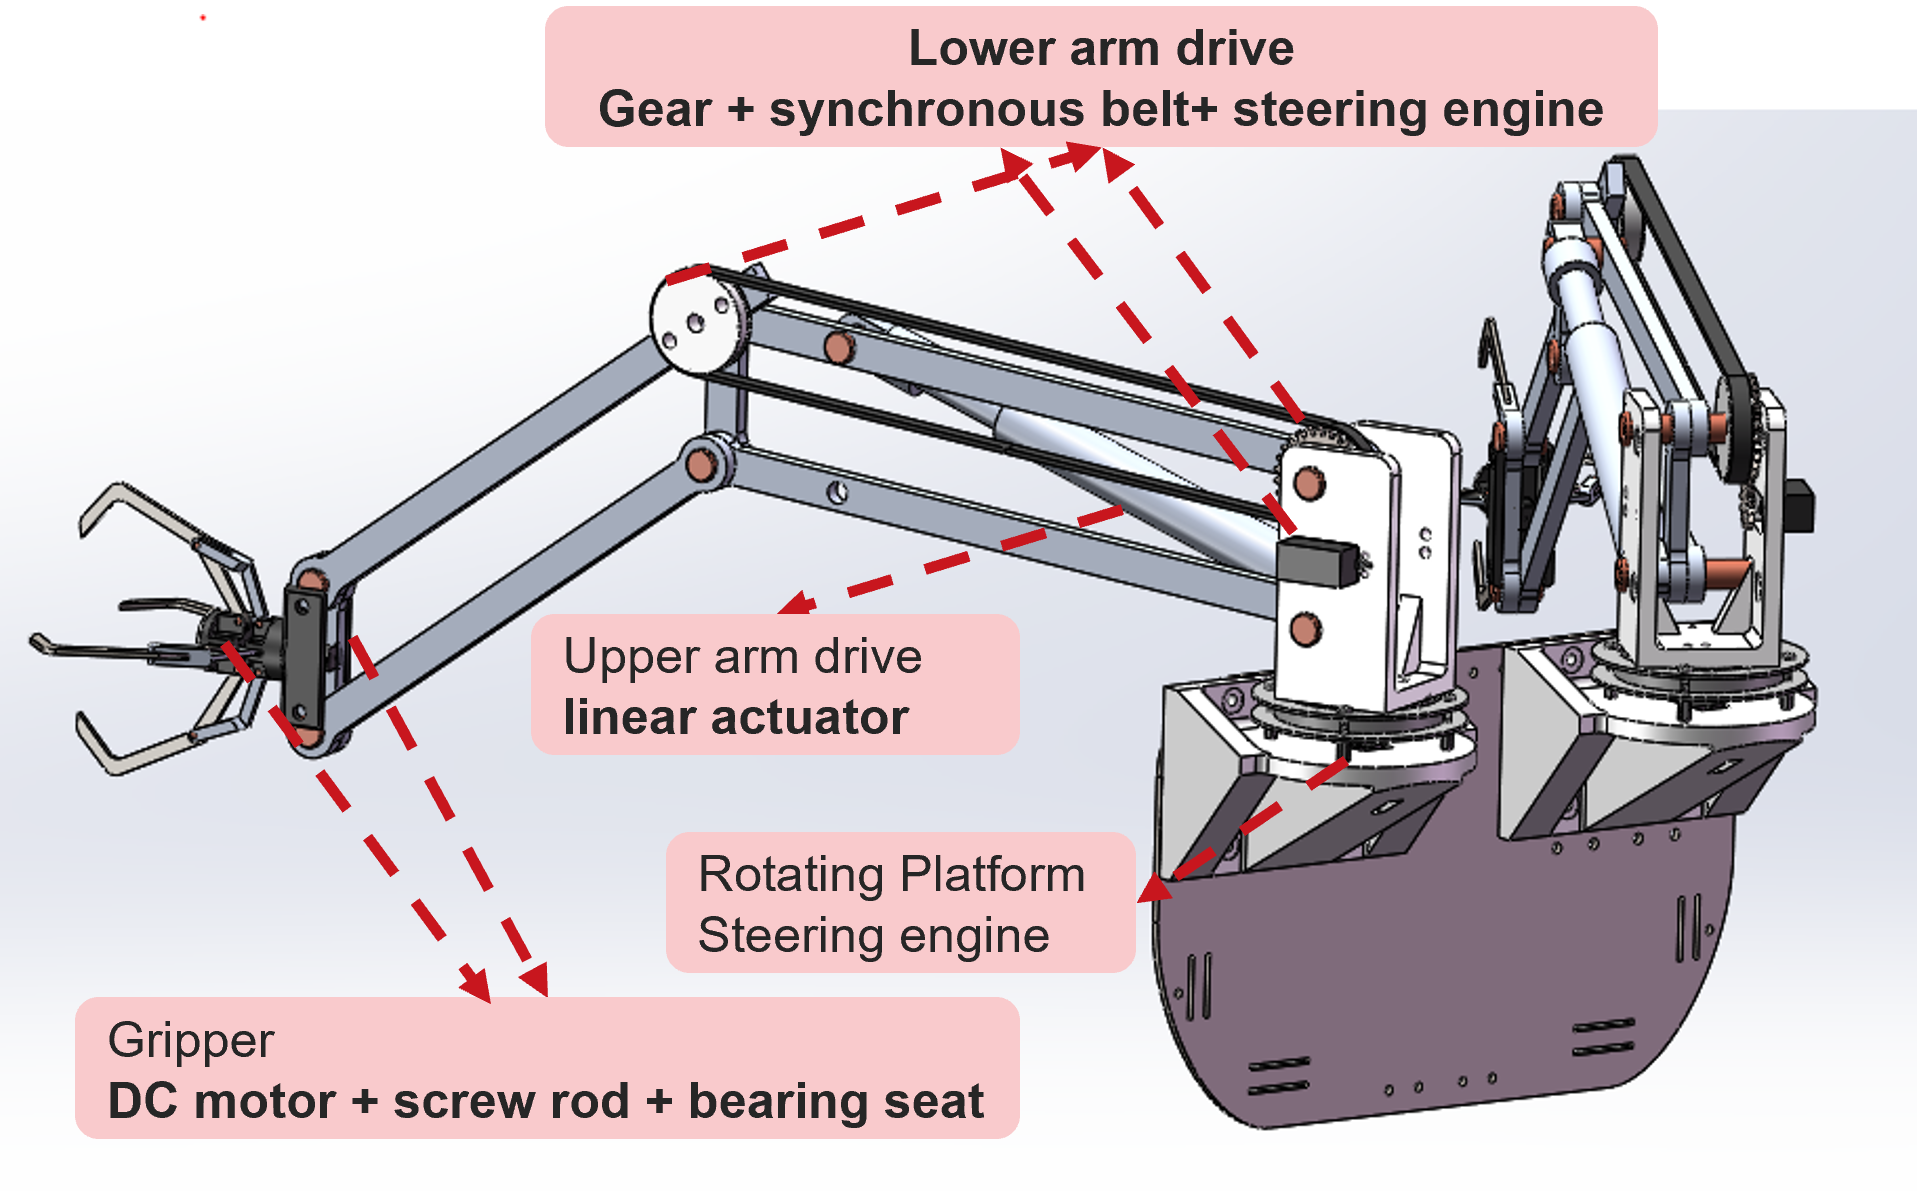 Lower arm drive
Gear + synchronous belt+ steering engine
Upper arm drive
linear actuator
Rotating Platform
Steering engine
Gripper
DC motor + screw rod + bearing seat